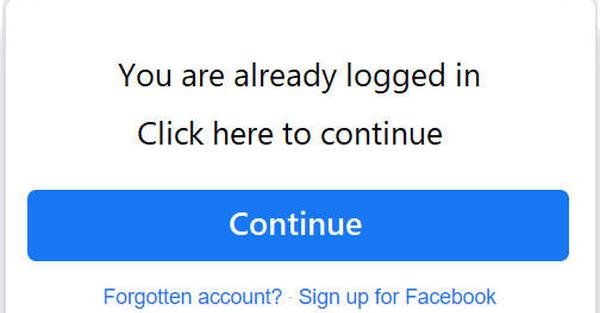 You are already logged in
Click here to continue
Continue
Forgotten account? · Sign up for Facebook